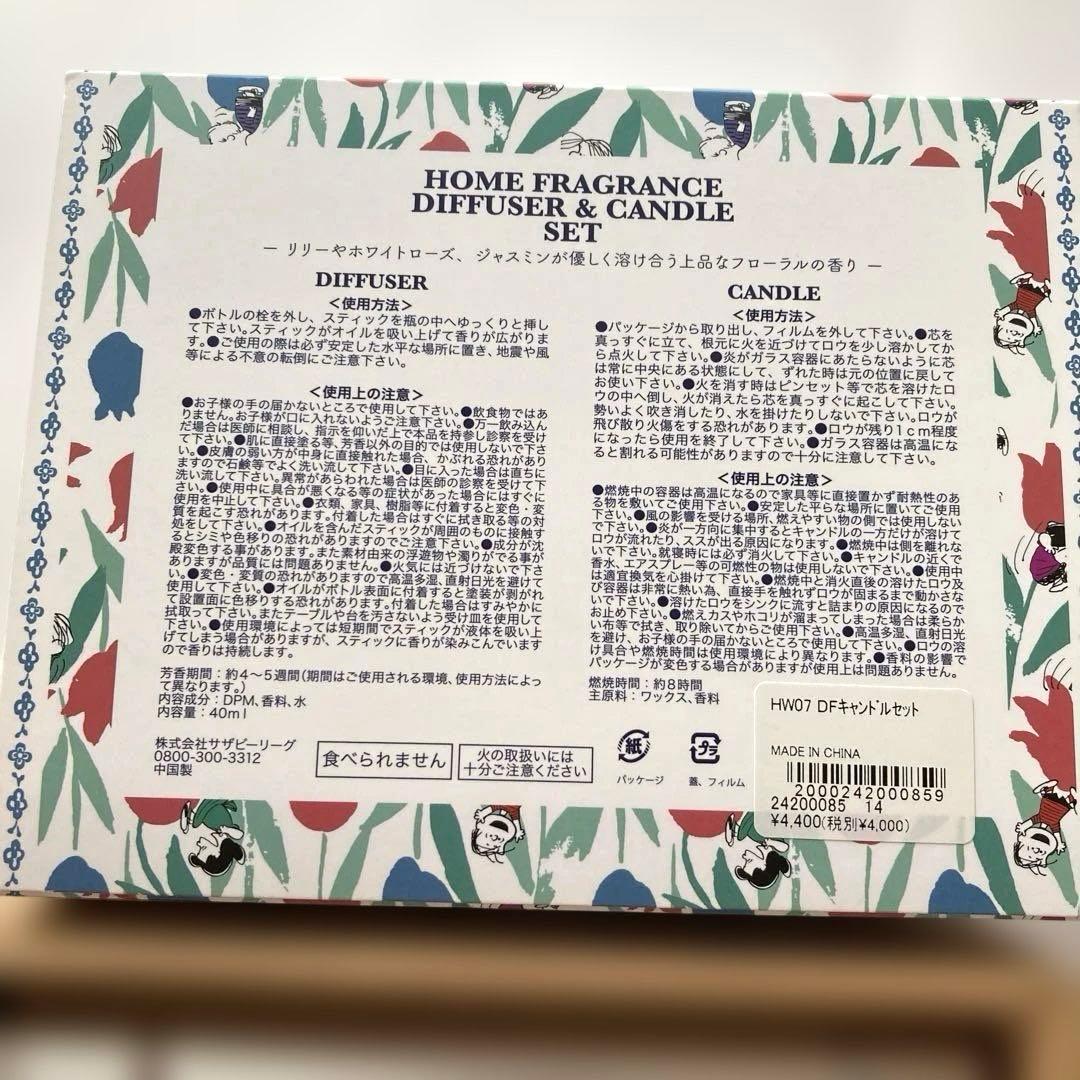 HOME FRAGRANCE
DIFFUSER & CANDLE
SET
― リリーやホワイトローズ、ジャスミンが優しく溶け合う上品なフローラルの香り ―
DIFFUSER
<使用方法>
●ボトルの栓を外し、スティックを瓶の中へゆっくりと挿し
て下さい。スティックがオイルを吸い上げて香りが広がりま
す。●ご使用の際は必ず安定した水平な場所に置き、地震や風
等による不意の転倒にご注意下さい。
<使用上の注意>
●お子様の手の届かないところで使用して下さい。●飲食物ではあ
りません。お子様が口に入れないようご注意下さい。●万一飲み込ん
だ場合は医師に相談し、指示を仰いだ上で本品を持参し診察を受け
て下さい。●肌に直接塗る等、芳香以外の目的では使用しないで下
さい。●皮膚の弱い方が中身に直接触れた場合、かぶれる恐れがあり
ますので石鹸等でよく洗い流して下さい。●目に入った場合は直ちに
洗い流して下さい。異常があらわれた場合は医師の診察を受けて下
さい。●使用中に具合が悪くなる等の症状があった場合にはすぐに
使用を中止して下さい。●衣類、家具、樹脂等に付着すると変色・変
質を起こす恐れがあります。付着した場合はすぐに拭き取る等の対
処をして下さい。●オイルを含んだスティックが周囲のものに接触す
るとシミや色移りの恐れがありますのでご注意下さい。●成分が沈
殿変色する事があります。また素材由来の浮遊物や濁りがでる事が
ありますが品質には問題ありません。●火気には近づけないで下さ
い。●変色・変質の恐れがありますので高温多湿、直射日光を避けて
使用して下さい。●オイルがボトル表面に付着すると塗装が剥がれ
て設置面に色移りする恐れがあります。付着した場合はすみやかに
拭取って下さい。またテーブルや台を汚さないよう受け皿を使用して
下さい。●使用環境によっては短期間でスティックが液体を吸い上
げてしまう場合がありますが、スティックに香りが染みこんでいます
ので香りは持続します。
芳香期間：約4～5週間(期間はご使用される環境、使用方法によっ
て異なります。)
内容成分：DPM、香料、水
内容量：40ml
株式会社サザビーリーグ
0800-300-3312
中国製
食べられません
火の取扱いには
十分ご注意ください
CANDLE
<使用方法>
●パッケージから取り出し、フィルムを外して下さい。●芯を
真っすぐに立て、根元に火を近づけてロウを少し溶かしてか
ら点火して下さい。●炎がガラス容器にあたらないように芯
は常に中央にある状態にして、ずれた時は元の位置に戻して
お使い下さい。●火を消す時はピンセット等で芯を溶けたロ
ウの中へ倒し、火が消えたら芯を真っすぐに起こして下さい。
勢いよく吹き消したり、水を掛けたりしないで下さい。ロウが
飛び散り火傷をする恐れがあります。●ロウが残り1cm程度
になったら使用を終了して下さい。●ガラス容器は高温にな
ると割れる可能性がありますので十分に注意して下さい。
<使用上の注意>
●燃焼中の容器は高温になるので家具等に直接置かず耐熱性のあ
る物を敷いてご使用下さい。●安定した平らな場所に置いてご使用下
さい。●風の影響を受ける場所、燃えやすい物の側では使用しない
で下さい。●炎が一方向に集中するとキャンドルの一方だけが溶けて
ロウが流れたり、ススが出る原因になります。●燃焼中は側を離れな
いで下さい。就寝時には必ず消火して下さい。●キャンドルの近くで
香水、エアスプレー等の可燃性の物は使用しないで下さい。●使用中
は適宜換気を心掛けて下さい。●燃焼中と消火直後の溶けたロウ及
び容器は非常に熱い為、直接手を触れずロウが固まるまで動かさな
いで下さい。●溶けたロウをシンクに流すと詰まりの原因になるので
お止め下さい。●燃えカスやホコリが溜まってしまった場合は柔らか
い布等で拭き、取り除いてからご使用下さい。●高温多湿、直射日光
を避け、お子様の手の届かないところで使用して下さい。●ロウの溶
け具合や燃焼時間は使用環境により異なります。●香料の影響で
パッケージが変色する場合がありますが使用上は問題ありません。
燃焼時間：約8時間
主原料：ワックス、香料
紙
パッケージ
プラ
蓋、フィルム
HW07 DFキャンドルセット
MADE IN CHINA
2000242000859
24200085 14
¥4,400(税別¥4,000)